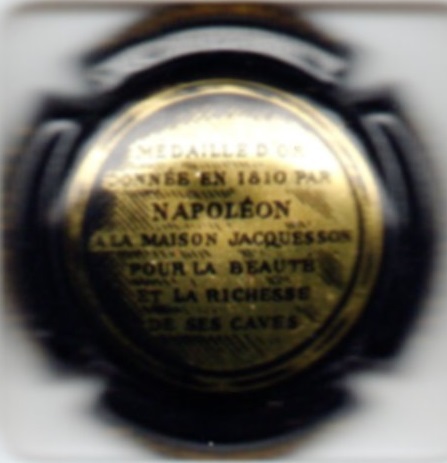 MEDAILLE D'OR
DONNÉE EN 1810 PAR
NAPOLÉON
A LA MAISON JACQUESSON
POUR LA BEAUTÉ
ET LA RICHESSE
DE SES CAVES